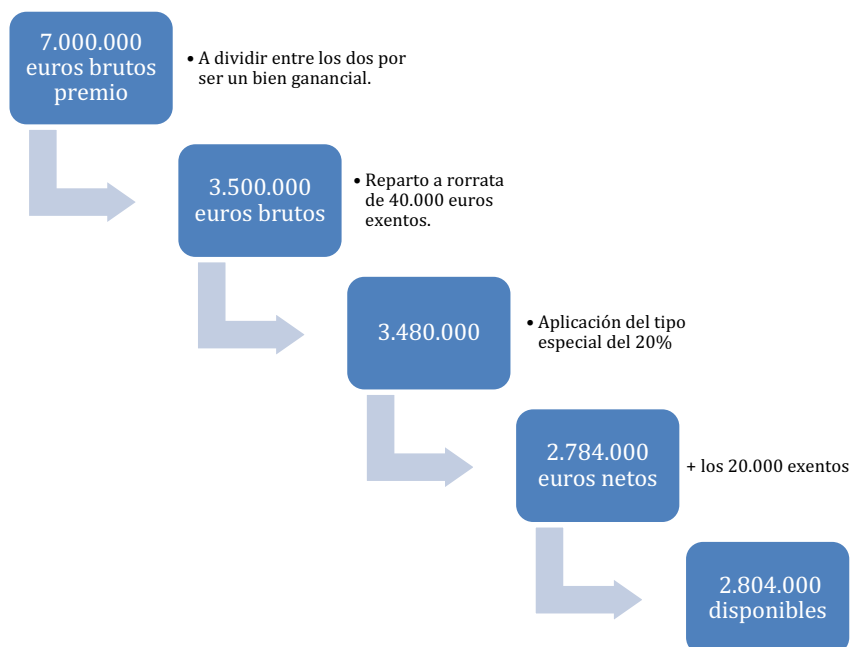 7.000.000
euros brutos
premio
• A dividir entre los dos por
ser un bien ganancial.
3.500.000
euros brutos
• Reparto a rorrata
de 40.000 euros
exentos.
3.480.000
• Aplicación del tipo
especial del 20%
2.784.000
euros netos
+ los 20.000 exentos
2.804.000
disponibles